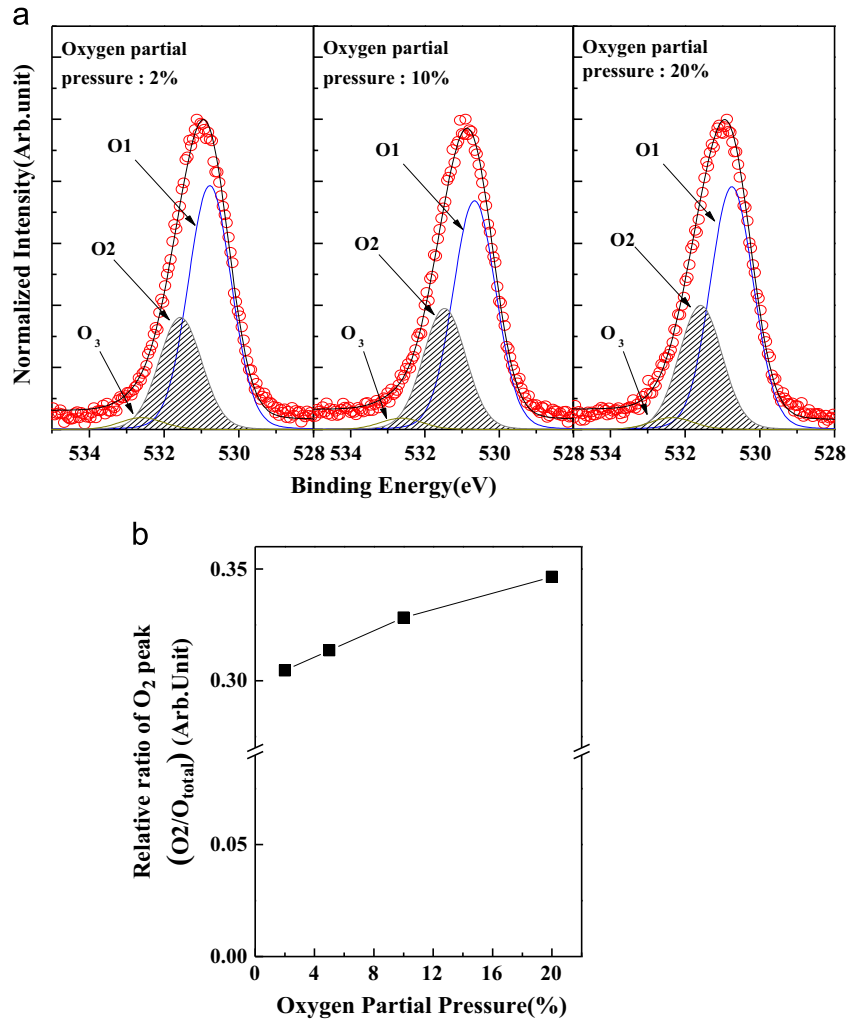 a
Oxygen partial
pressure : 2%
Oxygen partial
pressure : 10%
Oxygen partial
pressure : 20%
O1
O2
O3
O1
O2
O3
O1
O2
O3
Normalized Intensity(Arb.unit)
534 532 530 528
534 532 530 528
534 532 530 528
Binding Energy(eV)
b
0.35
0.30
0.05
0.00
Relative ratio of O2 peak
(O2/Ototal) (Arb.Unit)
0 4 8 12 16 20
Oxygen Partial Pressure(%)